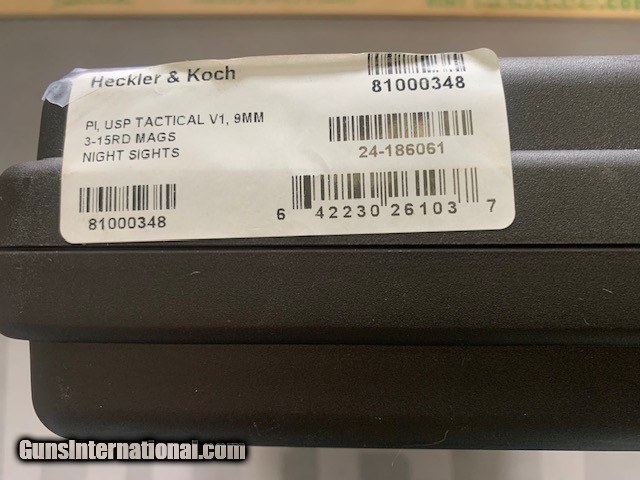 Heckler & Koch
81000348
PI, USP TACTICAL V1, 9MM
3-15RD MAGS
NIGHT SIGHTS
24-186061
81000348
6 42230 26103 7
GunsInternational.com